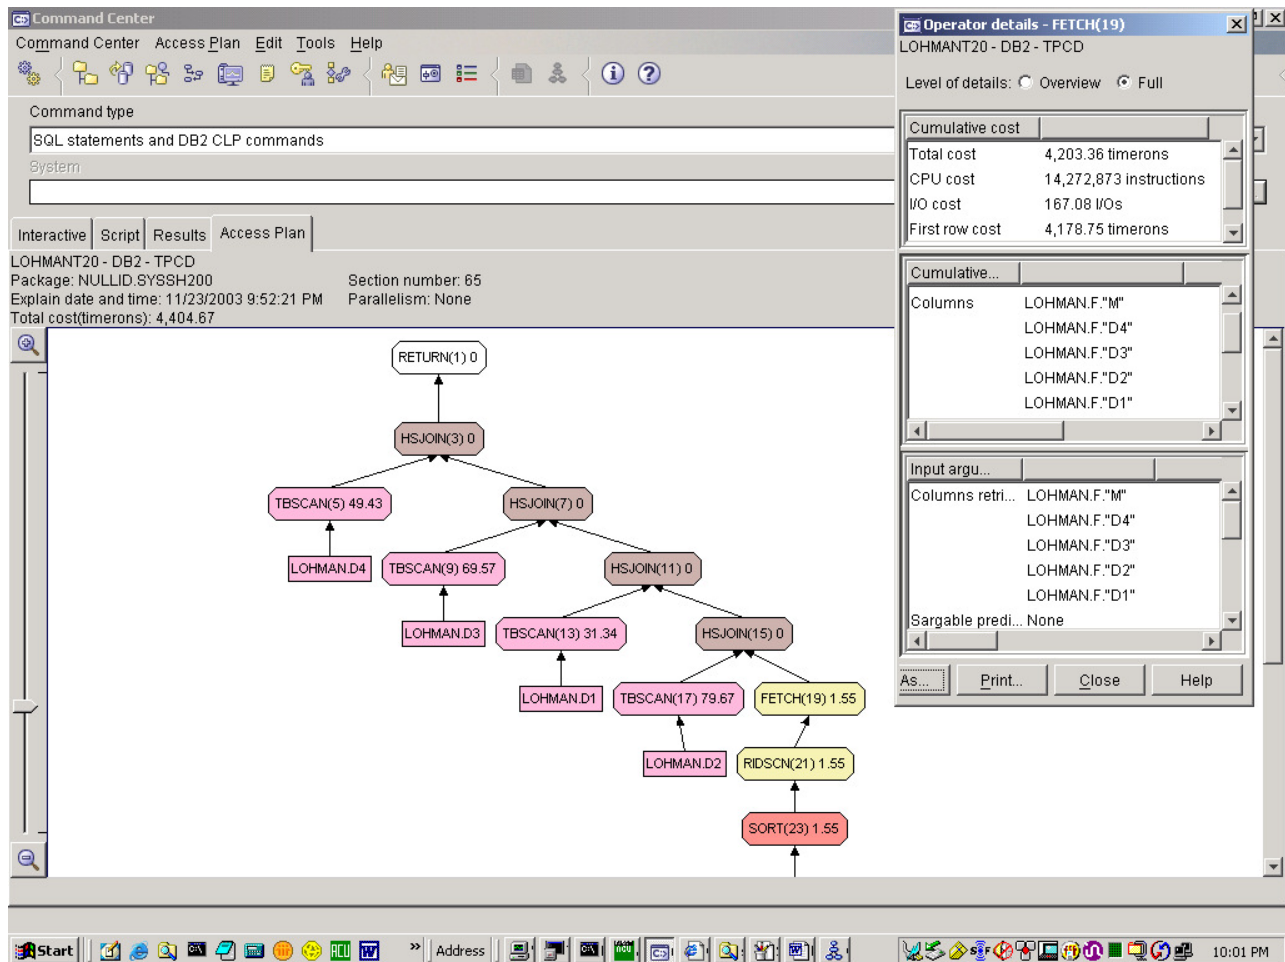 Command Center
Command Center Access Plan Edit Tools Help
Command type
SQL statements and DB2 CLP commands
System
Interactive Script Results Access Plan
LOHMANT20 - DB2 - TPCD
Package: NULLID.SYSSH200 Section number: 65
Explain date and time: 11/23/2003 9:52:21 PM Parallelism: None
Total cost(timerons): 4,404.67
RETURN(1) 0
HSJOIN(3) 0
TBSCAN(5) 49.43 HSJOIN(7) 0
LOHMAN.D4 TBSCAN(9) 69.57 HSJOIN(11) 0
LOHMAN.D3 TBSCAN(13) 31.34 HSJOIN(15) 0
LOHMAN.D1 TBSCAN(17) 79.67 FETCH(19) 1.55
LOHMAN.D2 RIDSCN(21) 1.55
SORT(23) 1.55
Operator details - FETCH(19)
LOHMANT20 - DB2 - TPCD
Level of details: Overview Full
Cumulative cost
Total cost 4,203.36 timerons
CPU cost 14,272,873 instructions
I/O cost 167.08 I/Os
First row cost 4,178.75 timerons
Cumulative...
Columns LOHMAN.F."M"
LOHMAN.F."D4"
LOHMAN.F."D3"
LOHMAN.F."D2"
LOHMAN.F."D1"
Input argu...
Columns retri... LOHMAN.F."M"
LOHMAN.F."D4"
LOHMAN.F."D3"
LOHMAN.F."D2"
LOHMAN.F."D1"
Sargable predi... None
As... Print... Close Help
Start ACU W » Address 10:01 PM